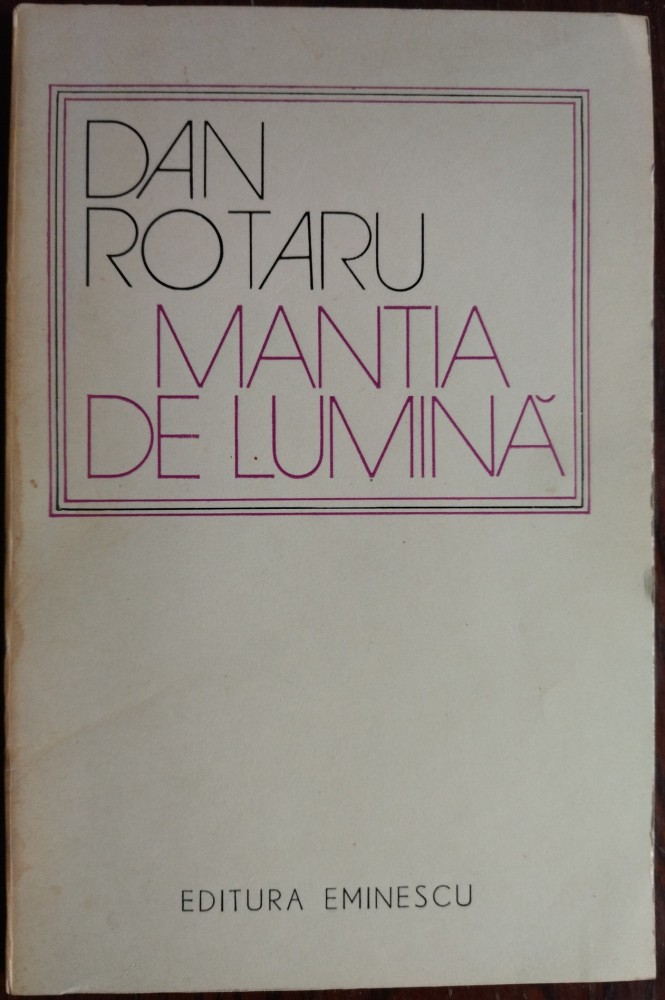 DAN
ROTARU
MANTIA
DE LUMINĂ
EDITURA EMINESCU